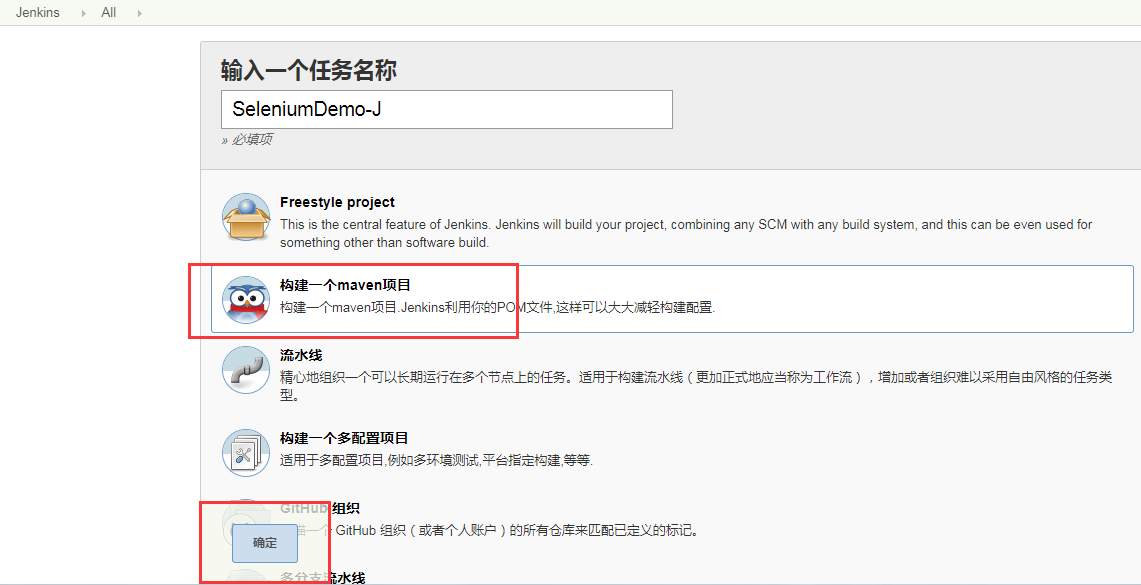 Jenkins All
输入一个任务名称
SeleniumDemo-J
» 必填项
Freestyle project
This is the central feature of Jenkins. Jenkins will build your project, combining any SCM with any build system, and this can be even used for
something other than software build.
构建一个maven项目
构建一个maven项目.Jenkins利用你的POM文件,这样可以大大减轻构建配置.
流水线
精心地组织一个可以长期运行在多个节点上的任务。适用于构建流水线（更加正式地应当称为工作流），增加或者组织难以采用自由风格的任务类
型。
构建一个多配置项目
适用于多配置项目,例如多环境测试,平台指定构建,等等.
GitHub 组织
描一个 GitHub 组织（或者个人账户）的所有仓库来匹配已定义的标记。
确定
多分支流水线